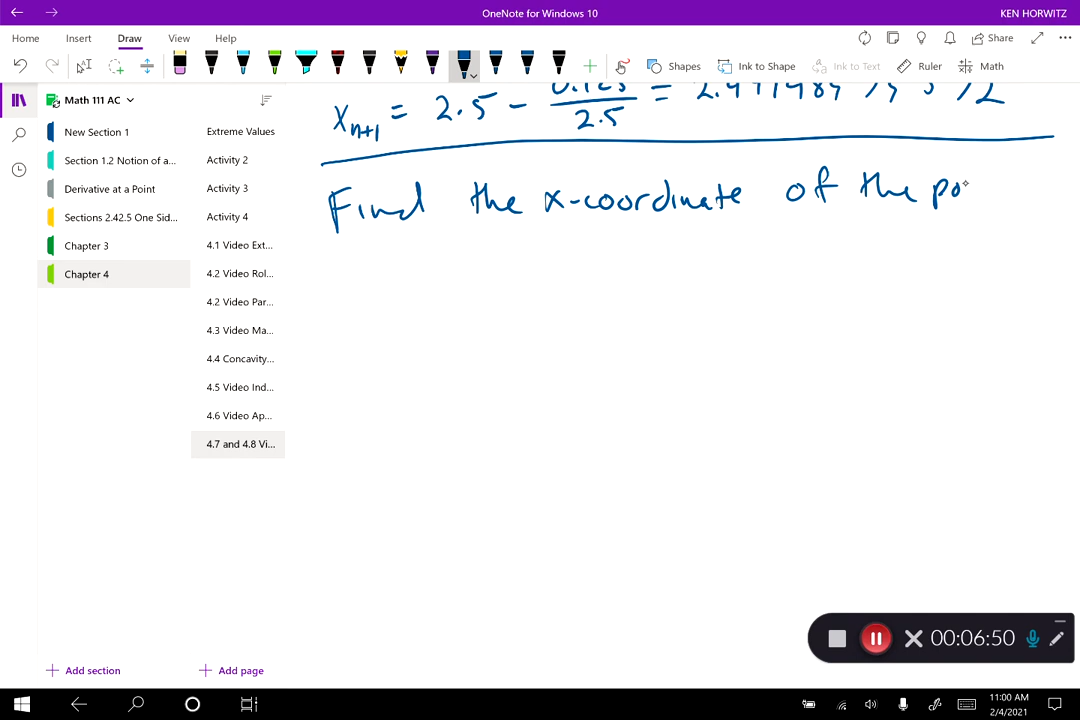 OneNote for Windows 10
KEN HORWITZ
Home Insert Draw View Help
Share
Shapes Ink to Shape Ink to Text Ruler Math
Math 111 AC
New Section 1
Section 1.2 Notion of a...
Derivative at a Point
Sections 2.42.5 One Sid...
Chapter 3
Chapter 4
Extreme Values
Activity 2
Activity 3
Activity 4
4.1 Video Ext...
4.2 Video Rol...
4.2 Video Par...
4.3 Video Ma...
4.4 Concavity...
4.5 Video Ind...
4.6 Video Ap...
4.7 and 4.8 Vi...
x_{n+1} = 2.5 - 0.125/2.5 =
Find the x-coordinate of the po
00:06:50
+ Add section
+ Add page
11:00 AM
2/4/2021